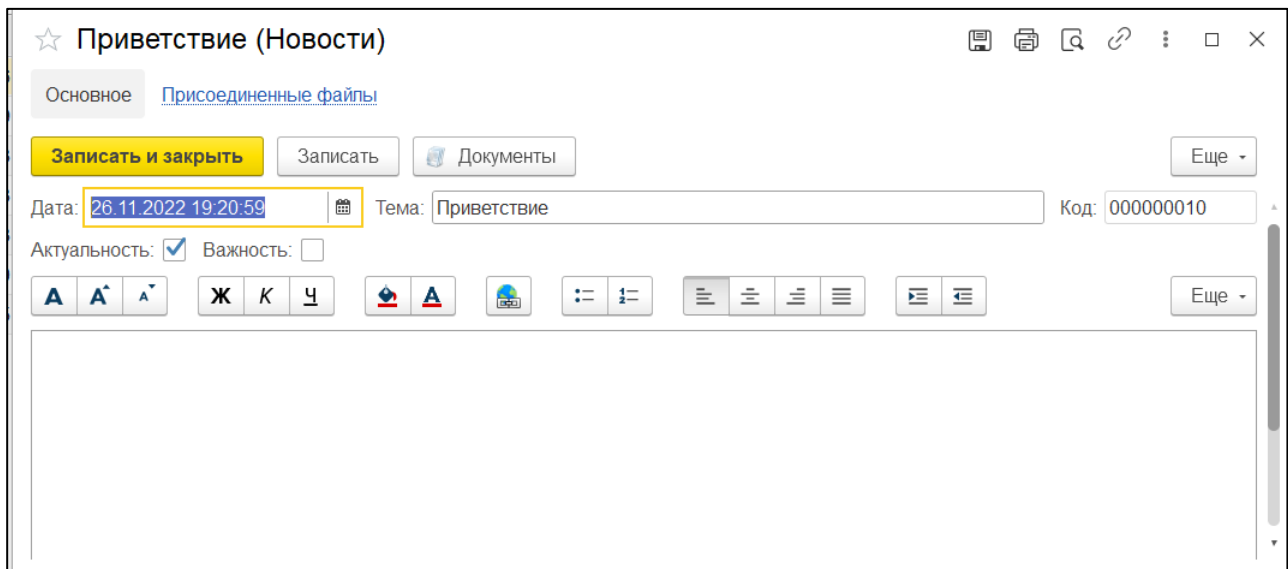 Приветствие (Новости)
Основное Присоединенные файлы
Записать и закрыть Записать Документы Еще
Дата: 26.11.2022 19:20:59 Тема: Приветствие Код: 000000010
Актуальность: Важность:
А А А Ж К Ч А Еще